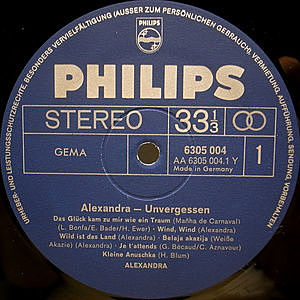 URHEBER- UND LEISTUNGSSCHUTZRECHTE, BESONDERS VERVIELFÄLTIGUNG (AUSSER ZUM PERSÖNLICHEN GEBRAUCH), VERMIETUNG, AUFFÜHRUNG, SENDUNG VORBEHALTEN
PHILIPS
PHILIPS
STEREO 33 1/3
GEMA
6305 004
AA 6305 004.1 Y
Made in Germany
1
Alexandra — Unvergessen
Das Glück kam zu mir wie ein Traum (Mañha de Carnaval)
(L. Bonfa/E. Bader/H. Ewer) · Wind, Wind (Alexandra)
Wild ist das Land (Alexandra) · Belaja akazija (Weiße
Akazie) (Alexandra) · Je t'attends (G. Bécaud/C. Aznavour)
Kleine Anuschka (H. Blum)
ALEXANDRA